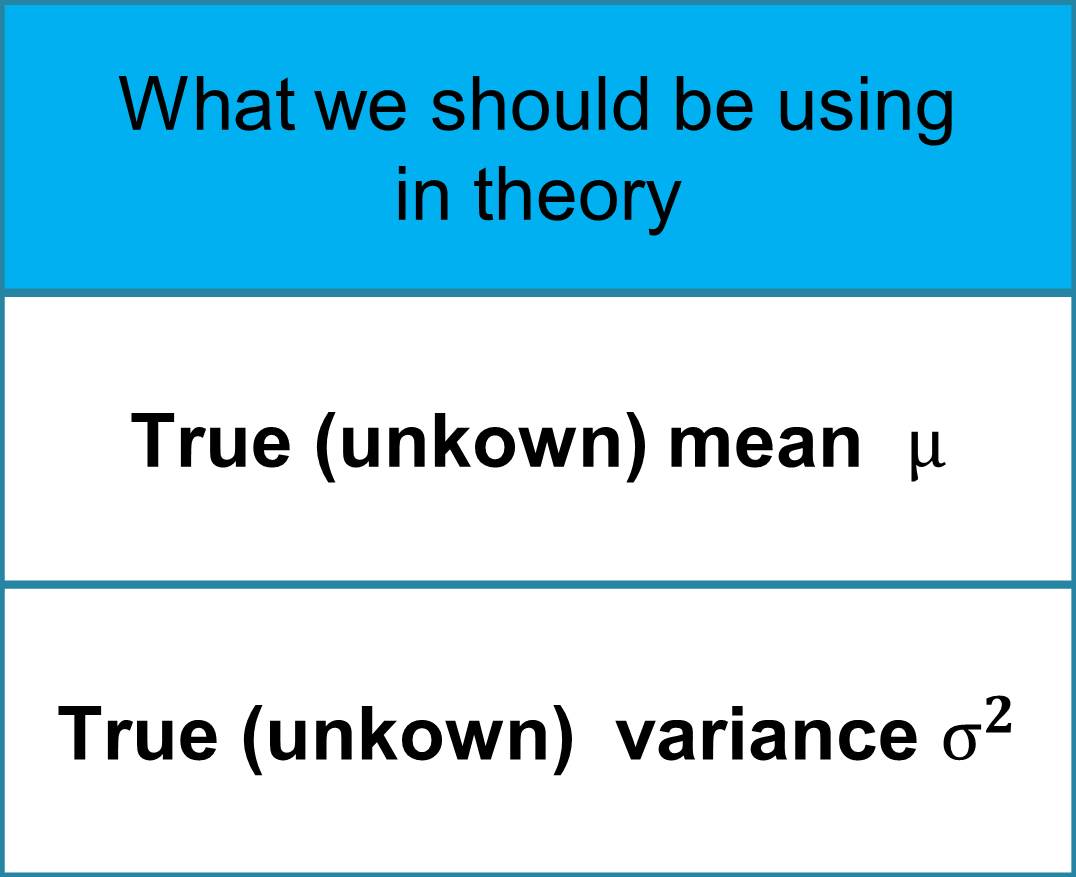 What we should be using
in theory
True (unkown) mean μ
True (unkown) variance σ²